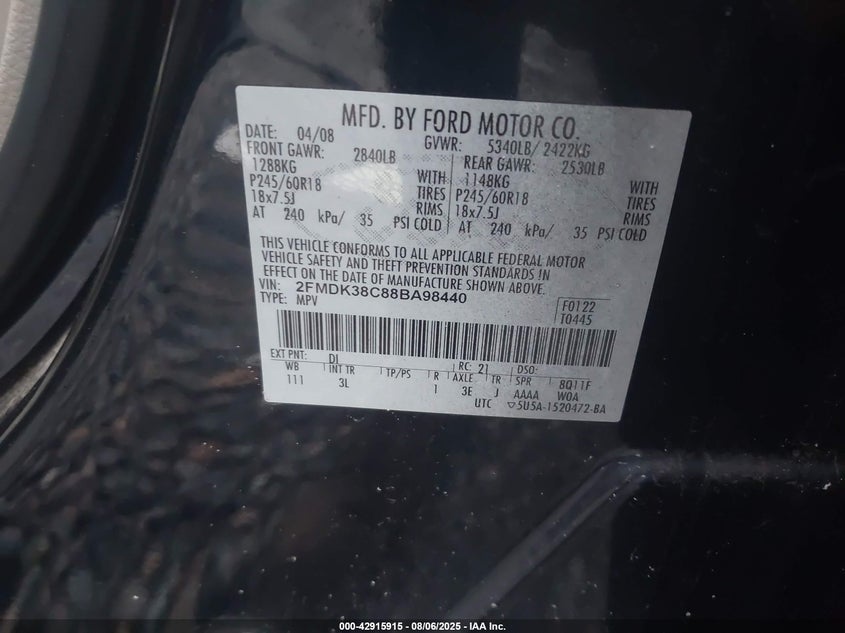 MFD. BY FORD MOTOR CO.
DATE: 04/08 GVWR: 5340LB/ 2422KG
FRONT GAWR: 2840LB REAR GAWR: 2530LB
1288KG WITH 1148KG WITH
P245/60R18 TIRES P245/60R18 TIRES
18x7.5J RIMS 18x7.5J RIMS
AT 240 kPa/ 35 PSI COLD AT 240 kPa/ 35 PSI COLD
THIS VEHICLE CONFORMS TO ALL APPLICABLE FEDERAL MOTOR
VEHICLE SAFETY AND THEFT PREVENTION STANDARDS IN
EFFECT ON THE DATE OF MANUFACTURE SHOWN ABOVE.
VIN: 2FMDK38C88BA98440
TYPE: MPV F0122
T0445
EXT PNT: DL RC: 21 DSO:
WB INT TR TP/PS R AXLE TR SPR BQ11F
111 3L 1 3E J AAAA W0A
UTC ▽5U5A-1520472-BA
000-42915915 - 08/06/2025 - IAA Inc.